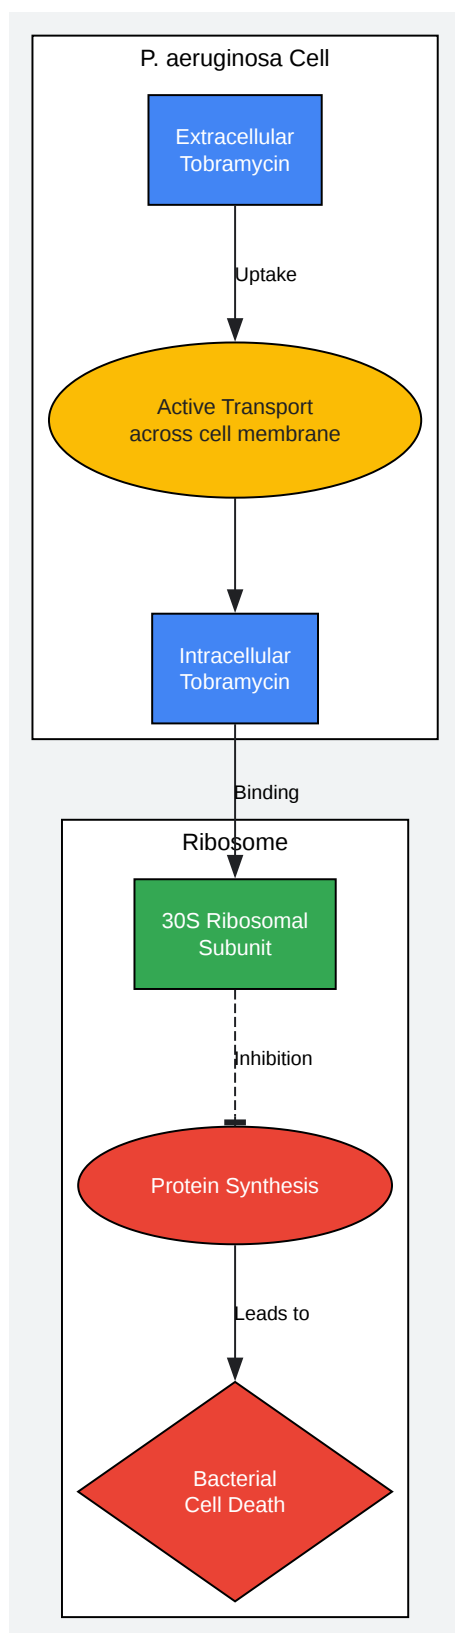 P. aeruginosa Cell
Extracellular
Tobramycin
Uptake
Active Transport
across cell membrane
Intracellular
Tobramycin
Binding
Ribosome
30S Ribosomal
Subunit
Inhibition
Protein Synthesis
Leads to
Bacterial
Cell Death